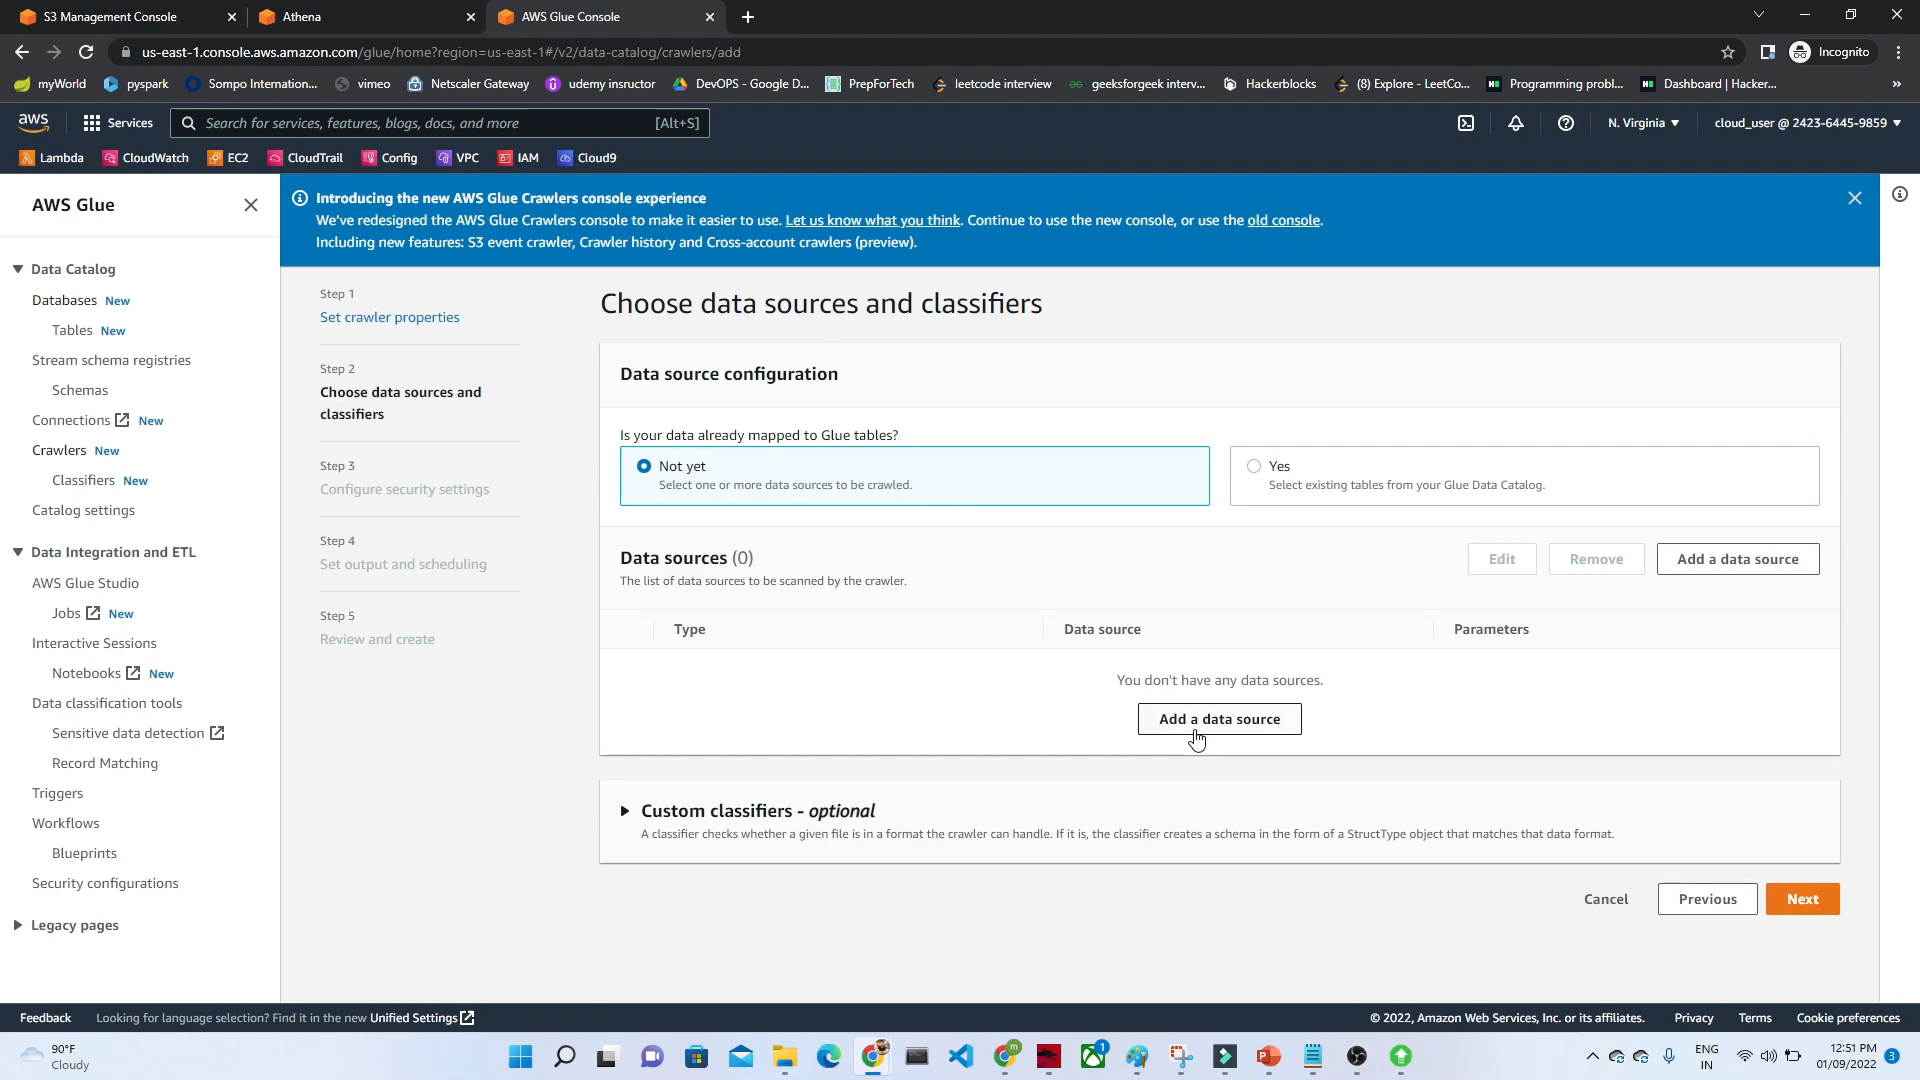 S3 Management Console
Athena
AWS Glue Console
us-east-1.console.aws.amazon.com/glue/home?region=us-east-1#/v2/data-catalog/crawlers/add
Incognito
myWorld
pyspark
Sompo Internation...
vimeo
Netscaler Gateway
udemy insructor
DevOPS - Google D...
PrepForTech
leetcode interview
geeksforgeek interv...
Hackerblocks
(8) Explore - LeetCo...
Programming probl...
Dashboard | Hacker...
aws
Services
Search for services, features, blogs, docs, and more
[Alt+S]
N. Virginia
cloud_user @ 2423-6445-9859
Lambda
CloudWatch
EC2
CloudTrail
Config
VPC
IAM
Cloud9
AWS Glue
Data Catalog
Databases New
Tables New
Stream schema registries
Schemas
Connections New
Crawlers New
Classifiers New
Catalog settings
Data Integration and ETL
AWS Glue Studio
Jobs New
Interactive Sessions
Notebooks New
Data classification tools
Sensitive data detection
Record Matching
Triggers
Workflows
Blueprints
Security configurations
Legacy pages
Introducing the new AWS Glue Crawlers console experience
We've redesigned the AWS Glue Crawlers console to make it easier to use. Let us know what you think. Continue to use the new console, or use the old console.
Including new features: S3 event crawler, Crawler history and Cross-account crawlers (preview).
Step 1
Set crawler properties
Step 2
Choose data sources and
classifiers
Step 3
Configure security settings
Step 4
Set output and scheduling
Step 5
Review and create
Choose data sources and classifiers
Data source configuration
Is your data already mapped to Glue tables?
Not yet
Select one or more data sources to be crawled.
Yes
Select existing tables from your Glue Data Catalog.
Data sources (0)
The list of data sources to be scanned by the crawler.
Edit
Remove
Add a data source
Type
Data source
Parameters
You don't have any data sources.
Add a data source
Custom classifiers - optional
A classifier checks whether a given file is in a format the crawler can handle. If it is, the classifier creates a schema in the form of a StructType object that matches that data format.
Cancel
Previous
Next
Feedback
Looking for language selection? Find it in the new Unified Settings
© 2022, Amazon Web Services, Inc. or its affiliates.
Privacy
Terms
Cookie preferences
90°F
Cloudy
m
1
ENG
IN
12:51 PM
01/09/2022
3